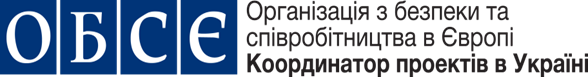 ОБСЄ
Організація з безпеки та
співробітництва в Європі
Координатор проектів в Україні